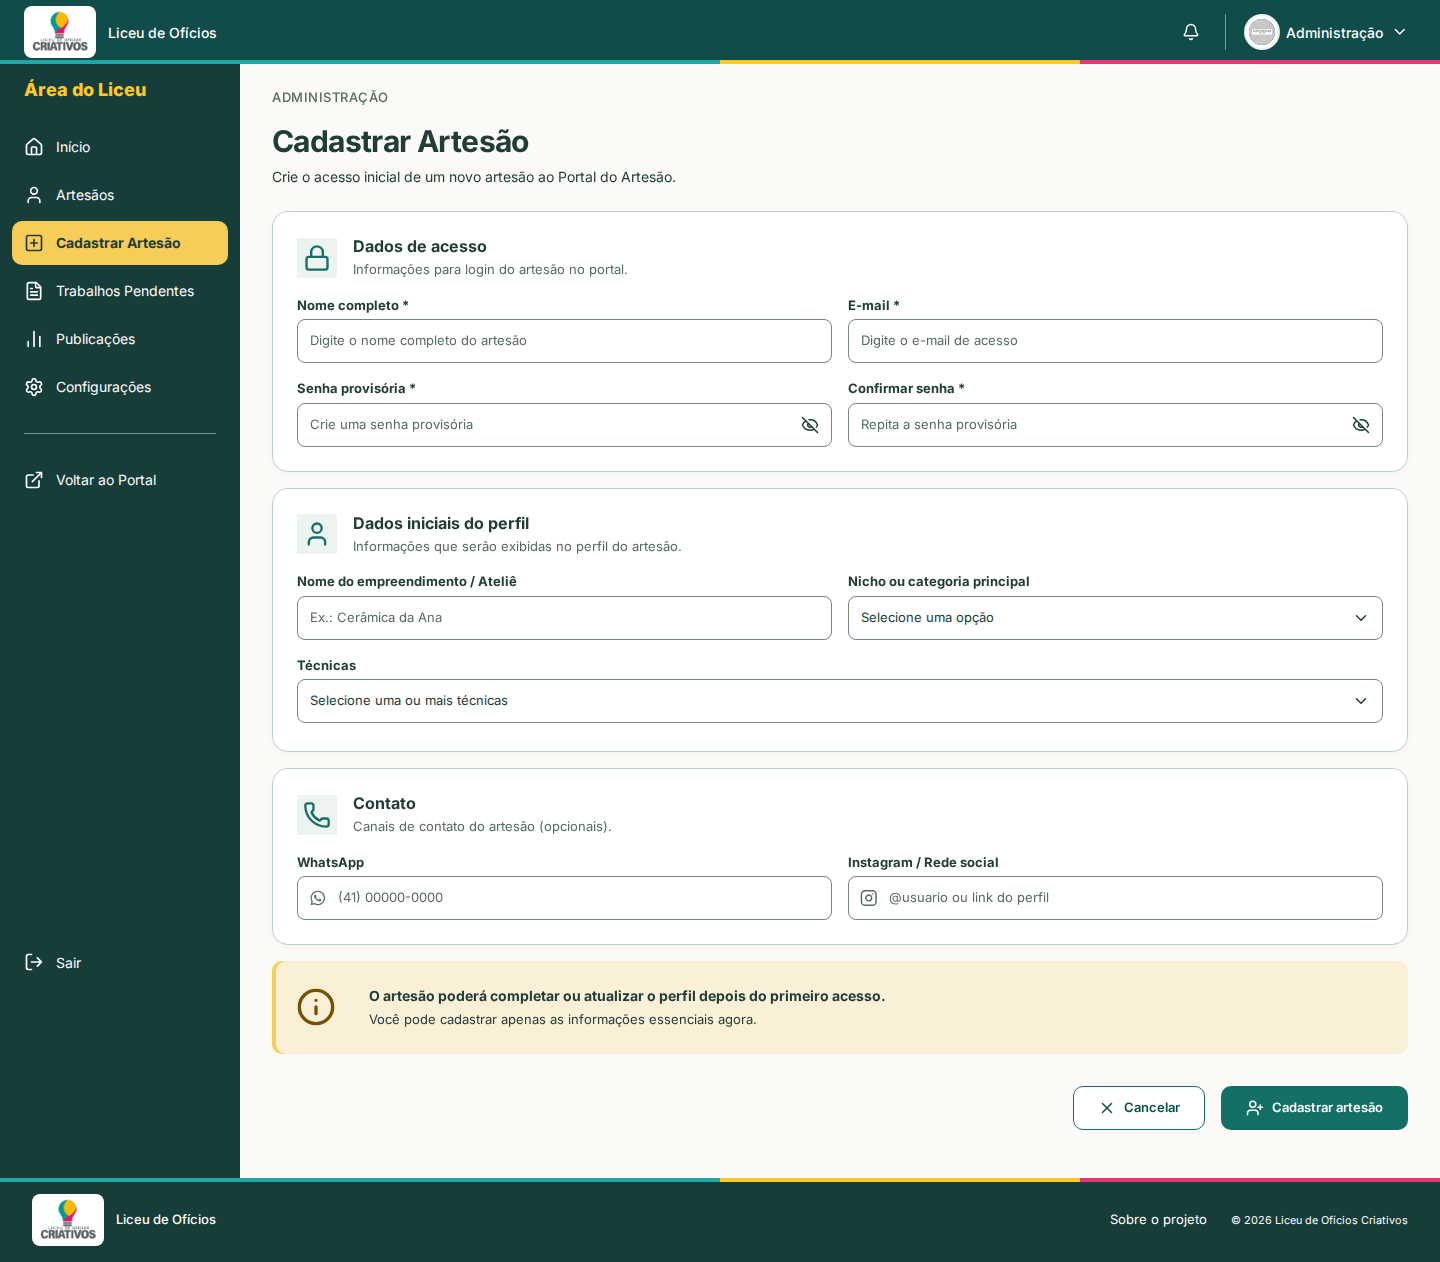 LICEU DE OFÍCIOS
CRIATIVOS
Liceu de Ofícios
Administração
Área do Liceu
Início
Artesãos
Cadastrar Artesão
Trabalhos Pendentes
Publicações
Configurações
Voltar ao Portal
Sair
ADMINISTRAÇÃO
Cadastrar Artesão
Crie o acesso inicial de um novo artesão ao Portal do Artesão.
Dados de acesso
Informações para login do artesão no portal.
Nome completo *
E-mail *
Digite o nome completo do artesão
Digite o e-mail de acesso
Senha provisória *
Confirmar senha *
Crie uma senha provisória
Repita a senha provisória
Dados iniciais do perfil
Informações que serão exibidas no perfil do artesão.
Nome do empreendimento / Ateliê
Nicho ou categoria principal
Ex.: Cerâmica da Ana
Selecione uma opção
Técnicas
Selecione uma ou mais técnicas
Contato
Canais de contato do artesão (opcionais).
WhatsApp
Instagram / Rede social
(41) 00000-0000
@usuario ou link do perfil
O artesão poderá completar ou atualizar o perfil depois do primeiro acesso.
Você pode cadastrar apenas as informações essenciais agora.
Cancelar
Cadastrar artesão
LICEU DE OFÍCIOS
CRIATIVOS
Liceu de Ofícios
Sobre o projeto
© 2026 Liceu de Ofícios Criativos